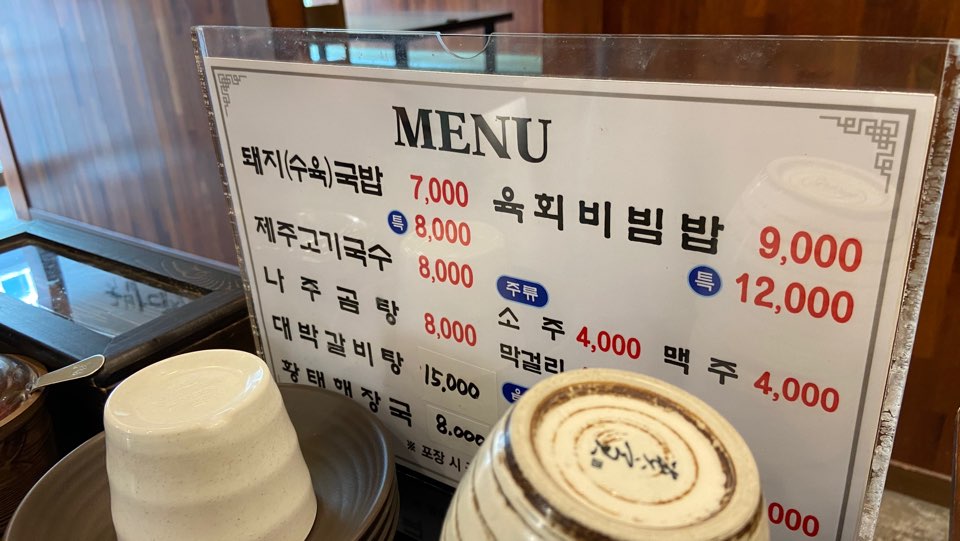 MENU
돼지(수육)국밥 7,000
특 8,000
제주고기국수 8,000
나주곰탕 8,000
대박갈비탕 15,000
황태해장국 8,000
※ 포장 시
육회비빔밥 9,000
특 12,000
주류
소주 4,000 맥주 4,000
막걸리
000